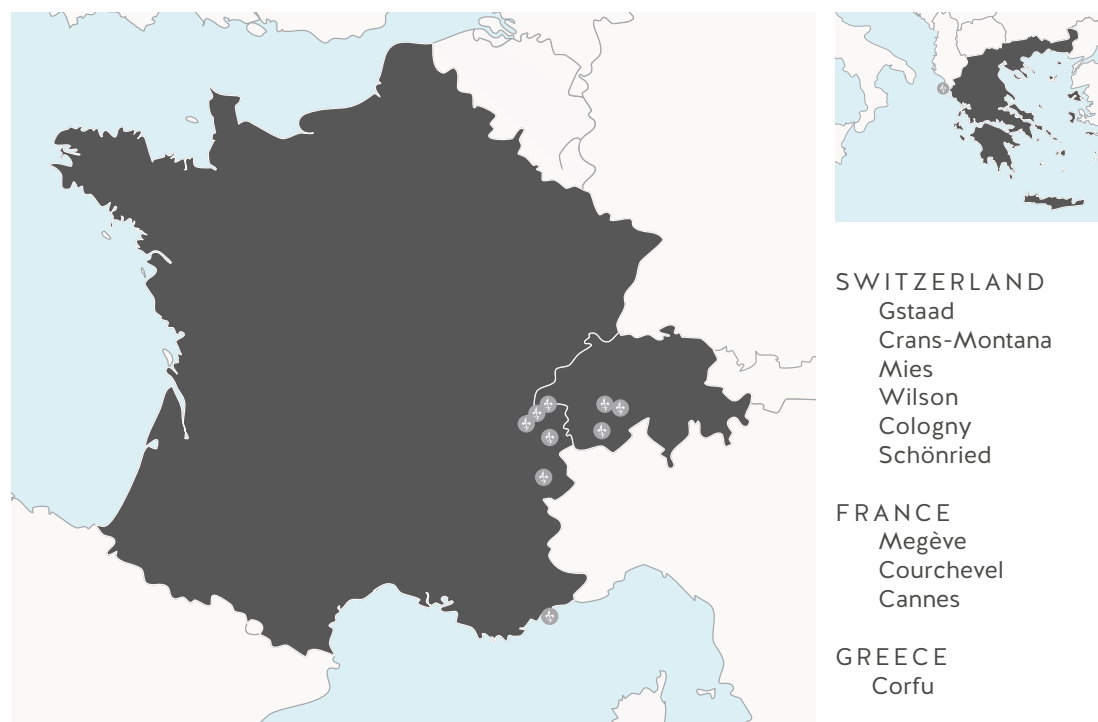 SWITZERLAND
Gstaad
Crans-Montana
Mies
Wilson
Cologny
Schönried
FRANCE
Megève
Courchevel
Cannes
GREECE
Corfu